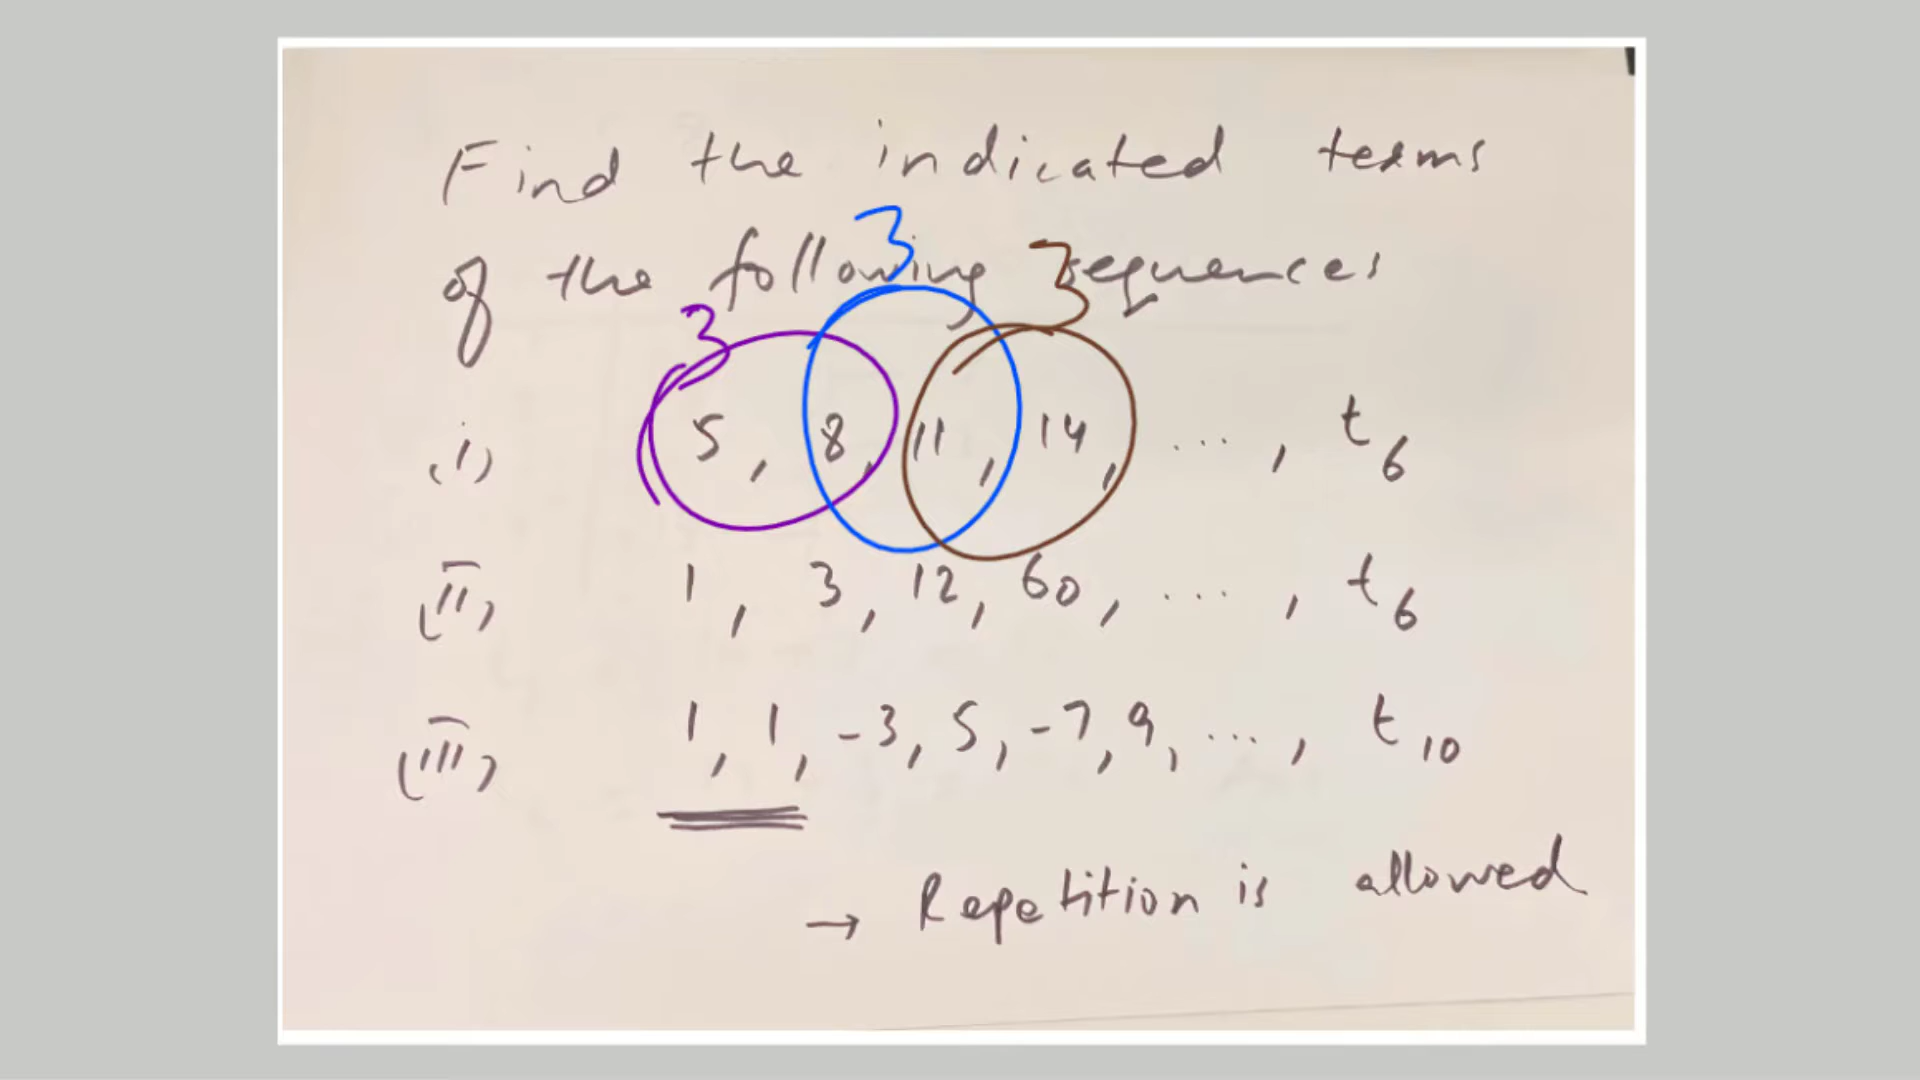 Find the indicated terms
of the following sequences
3 3 3
(i) 5, 8, 11, 14, ..., t6
(ii) 1, 3, 12, 60, ..., t6
(iii) 1, 1, -3, 5, -7, 9, ..., t10
→ Repetition is allowed